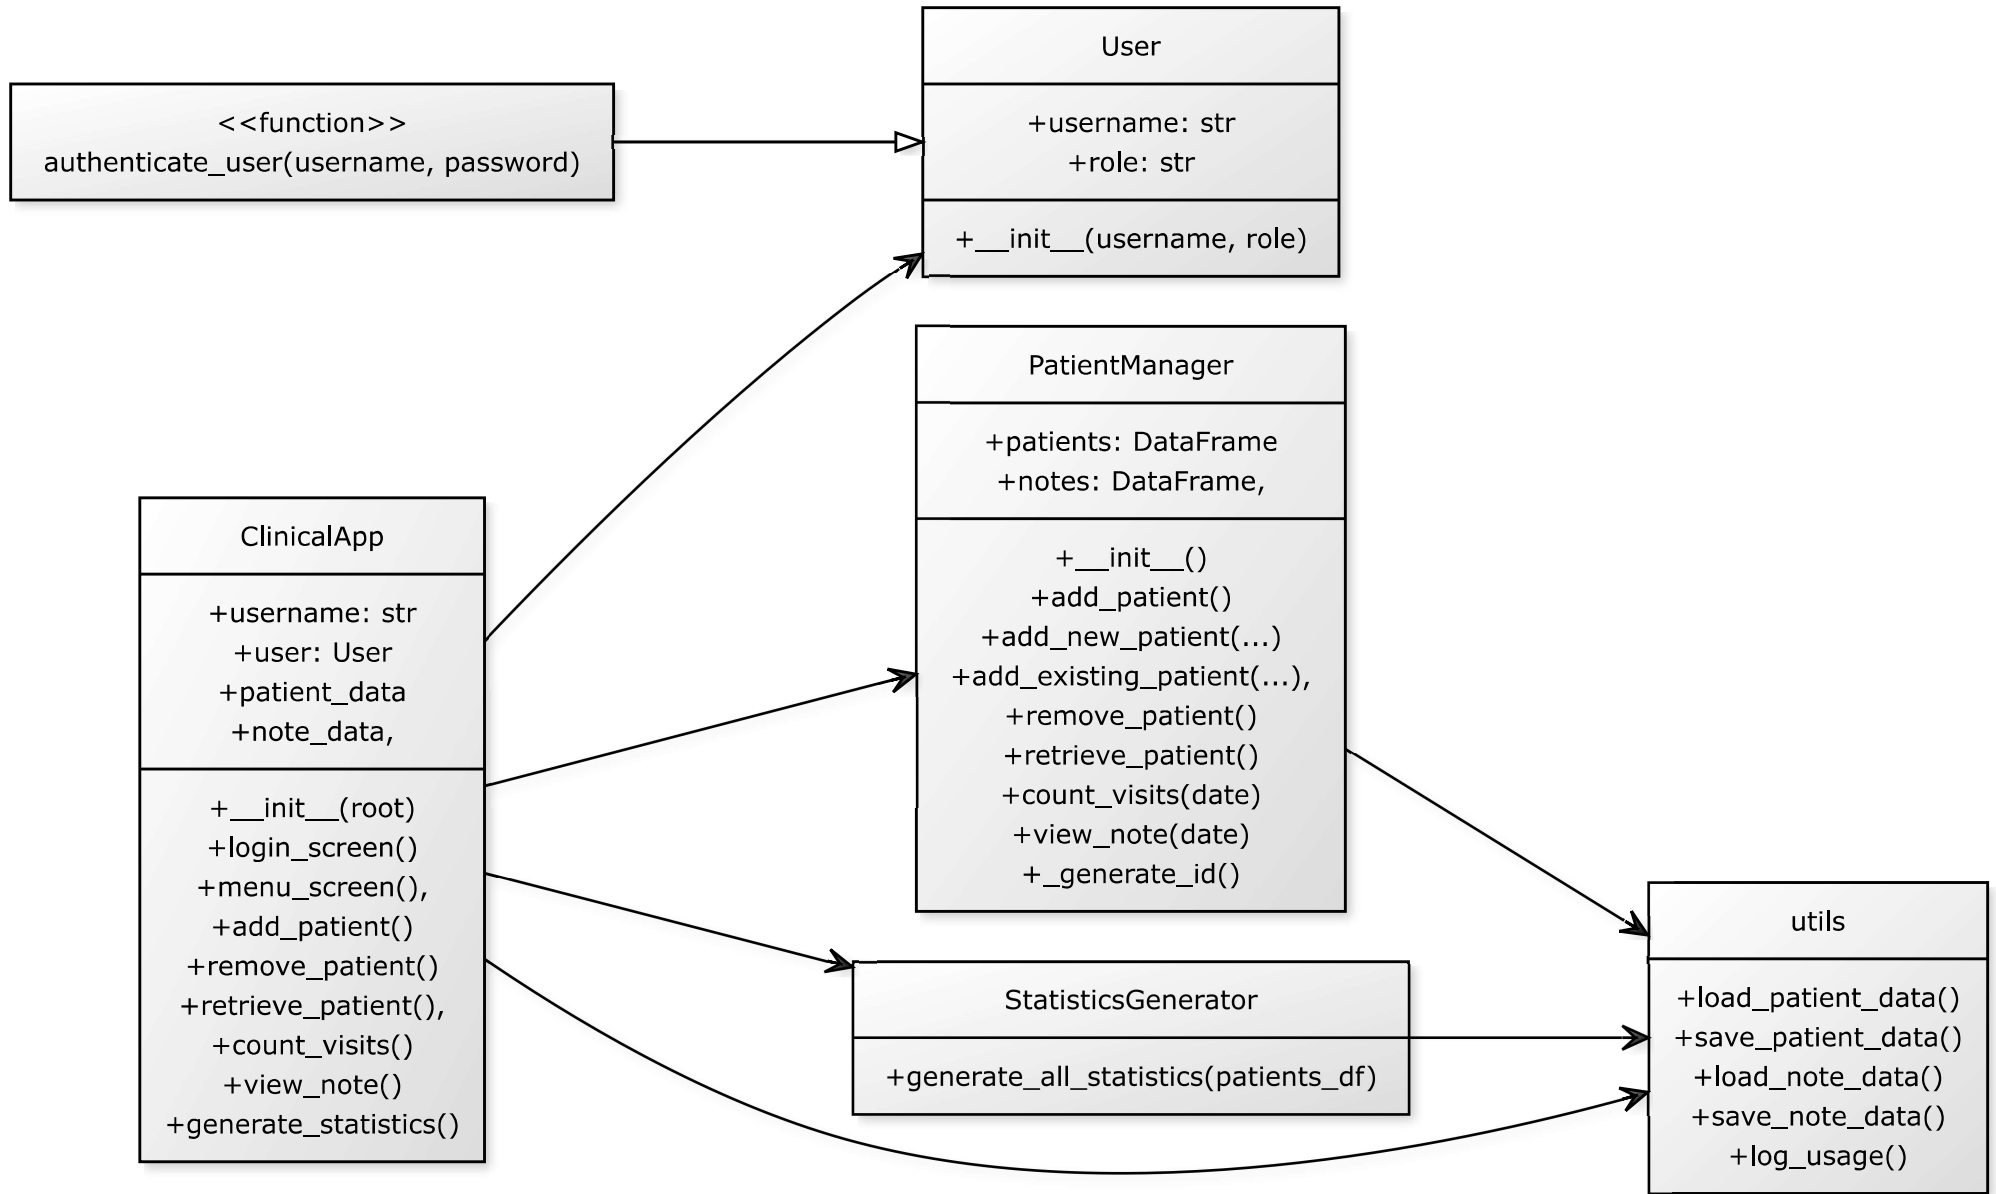 <<function>>
authenticate_user(username, password)
User
+username: str
+role: str
+__init__(username, role)
PatientManager
+patients: DataFrame
+notes: DataFrame,
+__init__()
+add_patient()
+add_new_patient(...)
+add_existing_patient(...),
+remove_patient()
+retrieve_patient()
+count_visits(date)
+view_note(date)
+_generate_id()
ClinicalApp
+username: str
+user: User
+patient_data
+note_data,
+__init__(root)
+login_screen()
+menu_screen(),
+add_patient()
+remove_patient()
+retrieve_patient(),
+count_visits()
+view_note()
+generate_statistics()
StatisticsGenerator
+generate_all_statistics(patients_df)
utils
+load_patient_data()
+save_patient_data()
+load_note_data()
+save_note_data()
+log_usage()